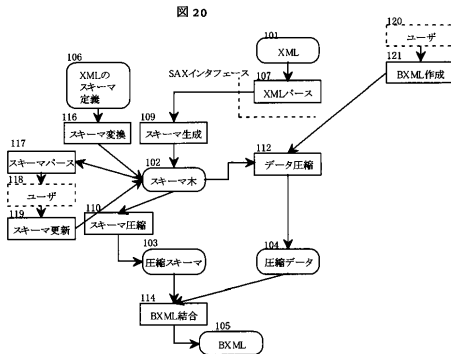 図 20
120
ユーザ
121
BXML作成
101
XML
106
XMLの
スキーマ
定義
SAXインタフェース
107
XMLパース
116
スキーマ変換
109
スキーマ生成
112
データ圧縮
117
スキーマパース
102
スキーマ木
118
ユーザ
119
スキーマ更新
110
スキーマ圧縮
103
圧縮スキーマ
104
圧縮データ
114
BXML結合
105
BXML